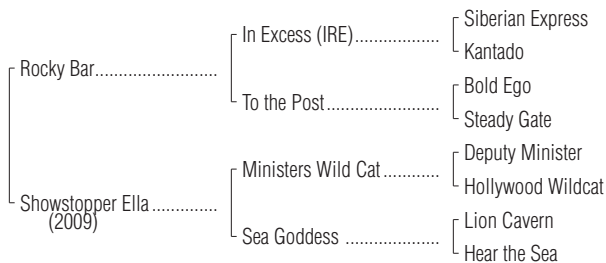 Siberian Express
In Excess (IRE)..................
Kantado
Rocky Bar..........................
Bold Ego
To the Post........................
Steady Gate
Deputy Minister
Ministers Wild Cat............
Hollywood Wildcat
Showstopper Ella..............
(2009)
Lion Cavern
Sea Goddess ....................
Hear the Sea